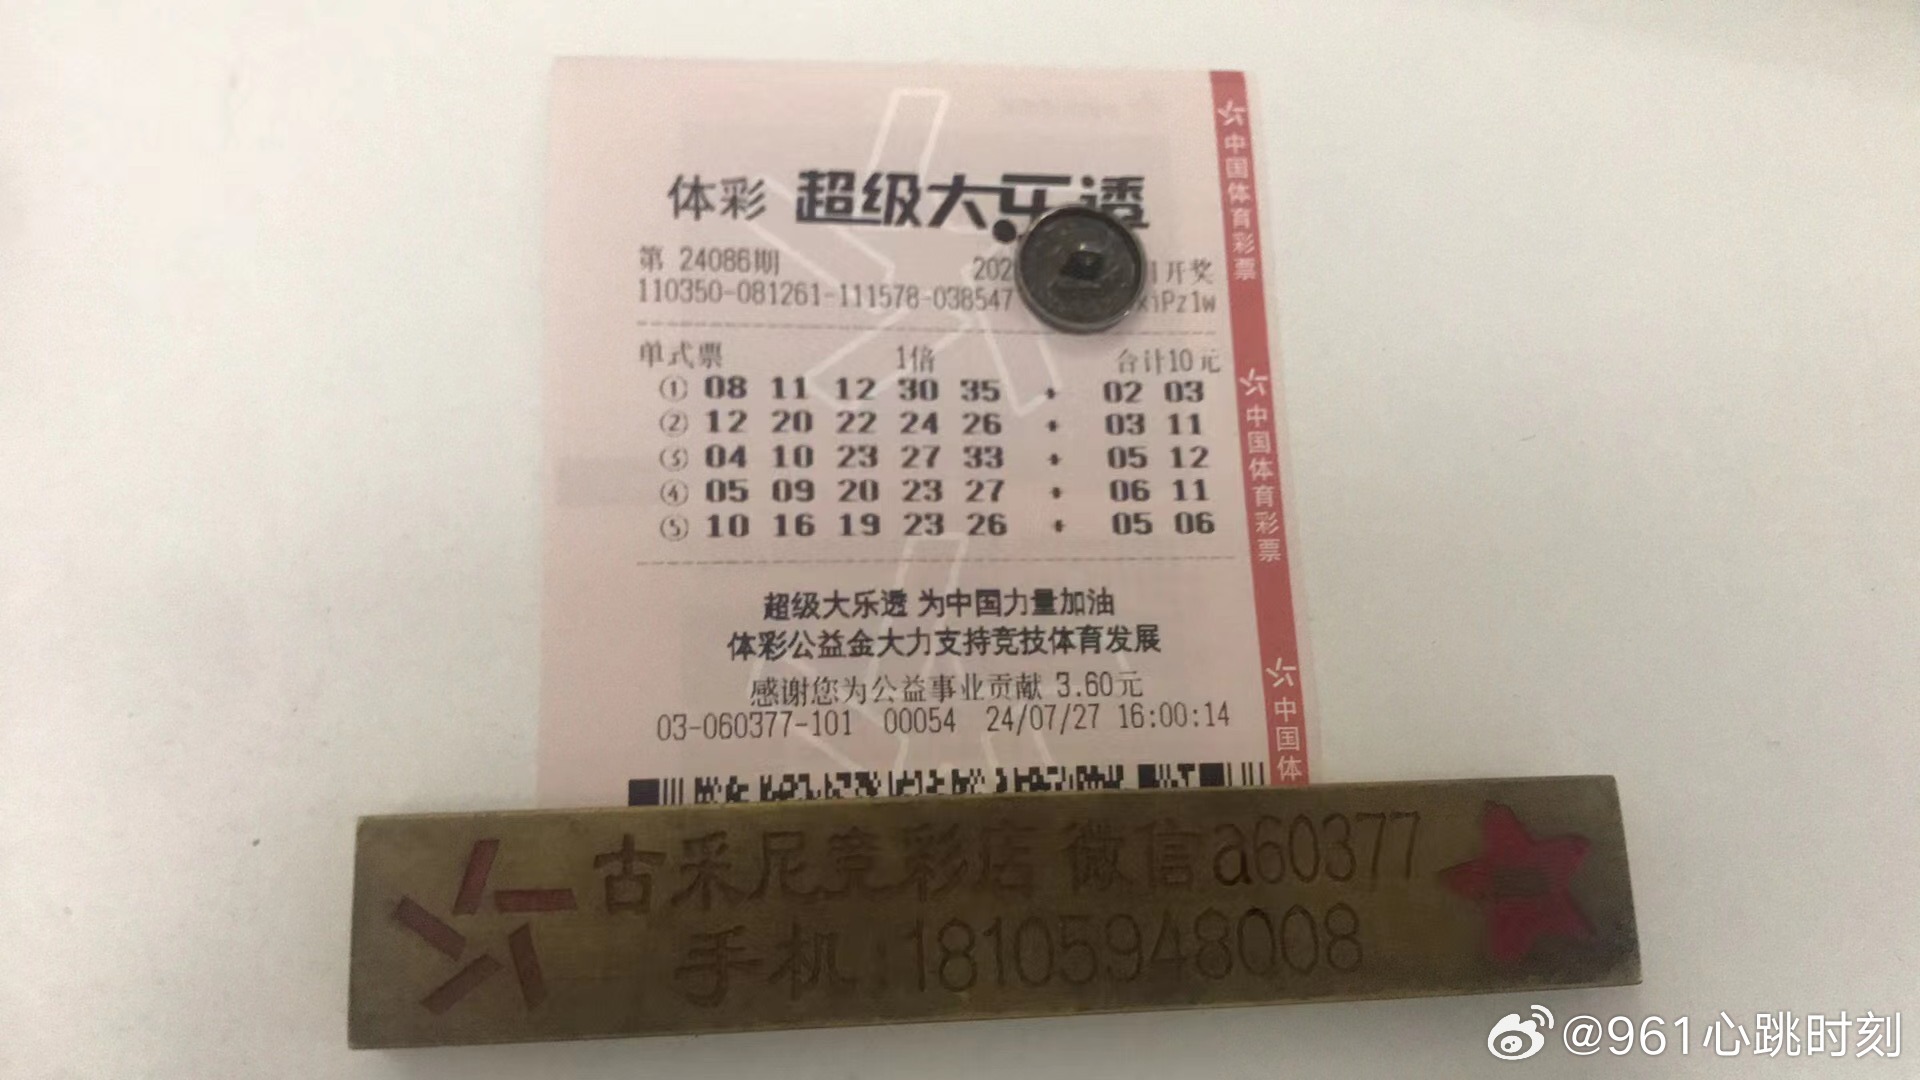 体彩 超级大乐透
第 24086期 202 开奖
110350-081261-111578-038547 iPz1w
单式票 1倍 合计10元
① 08 11 12 30 35 + 02 03
② 12 20 22 24 26 + 03 11
③ 04 10 23 27 33 + 05 12
④ 05 09 20 23 27 + 06 11
⑤ 10 16 19 23 26 + 05 06
超级大乐透 为中国力量加油
体彩公益金大力支持竞技体育发展
感谢您为公益事业贡献 3.60元
03-060377-101 00054 24/07/27 16:00:14
中国体育彩票
中国体育彩票
中国体
古采尼竞彩店 微信a60377
手机:18105948008
@961心跳时刻